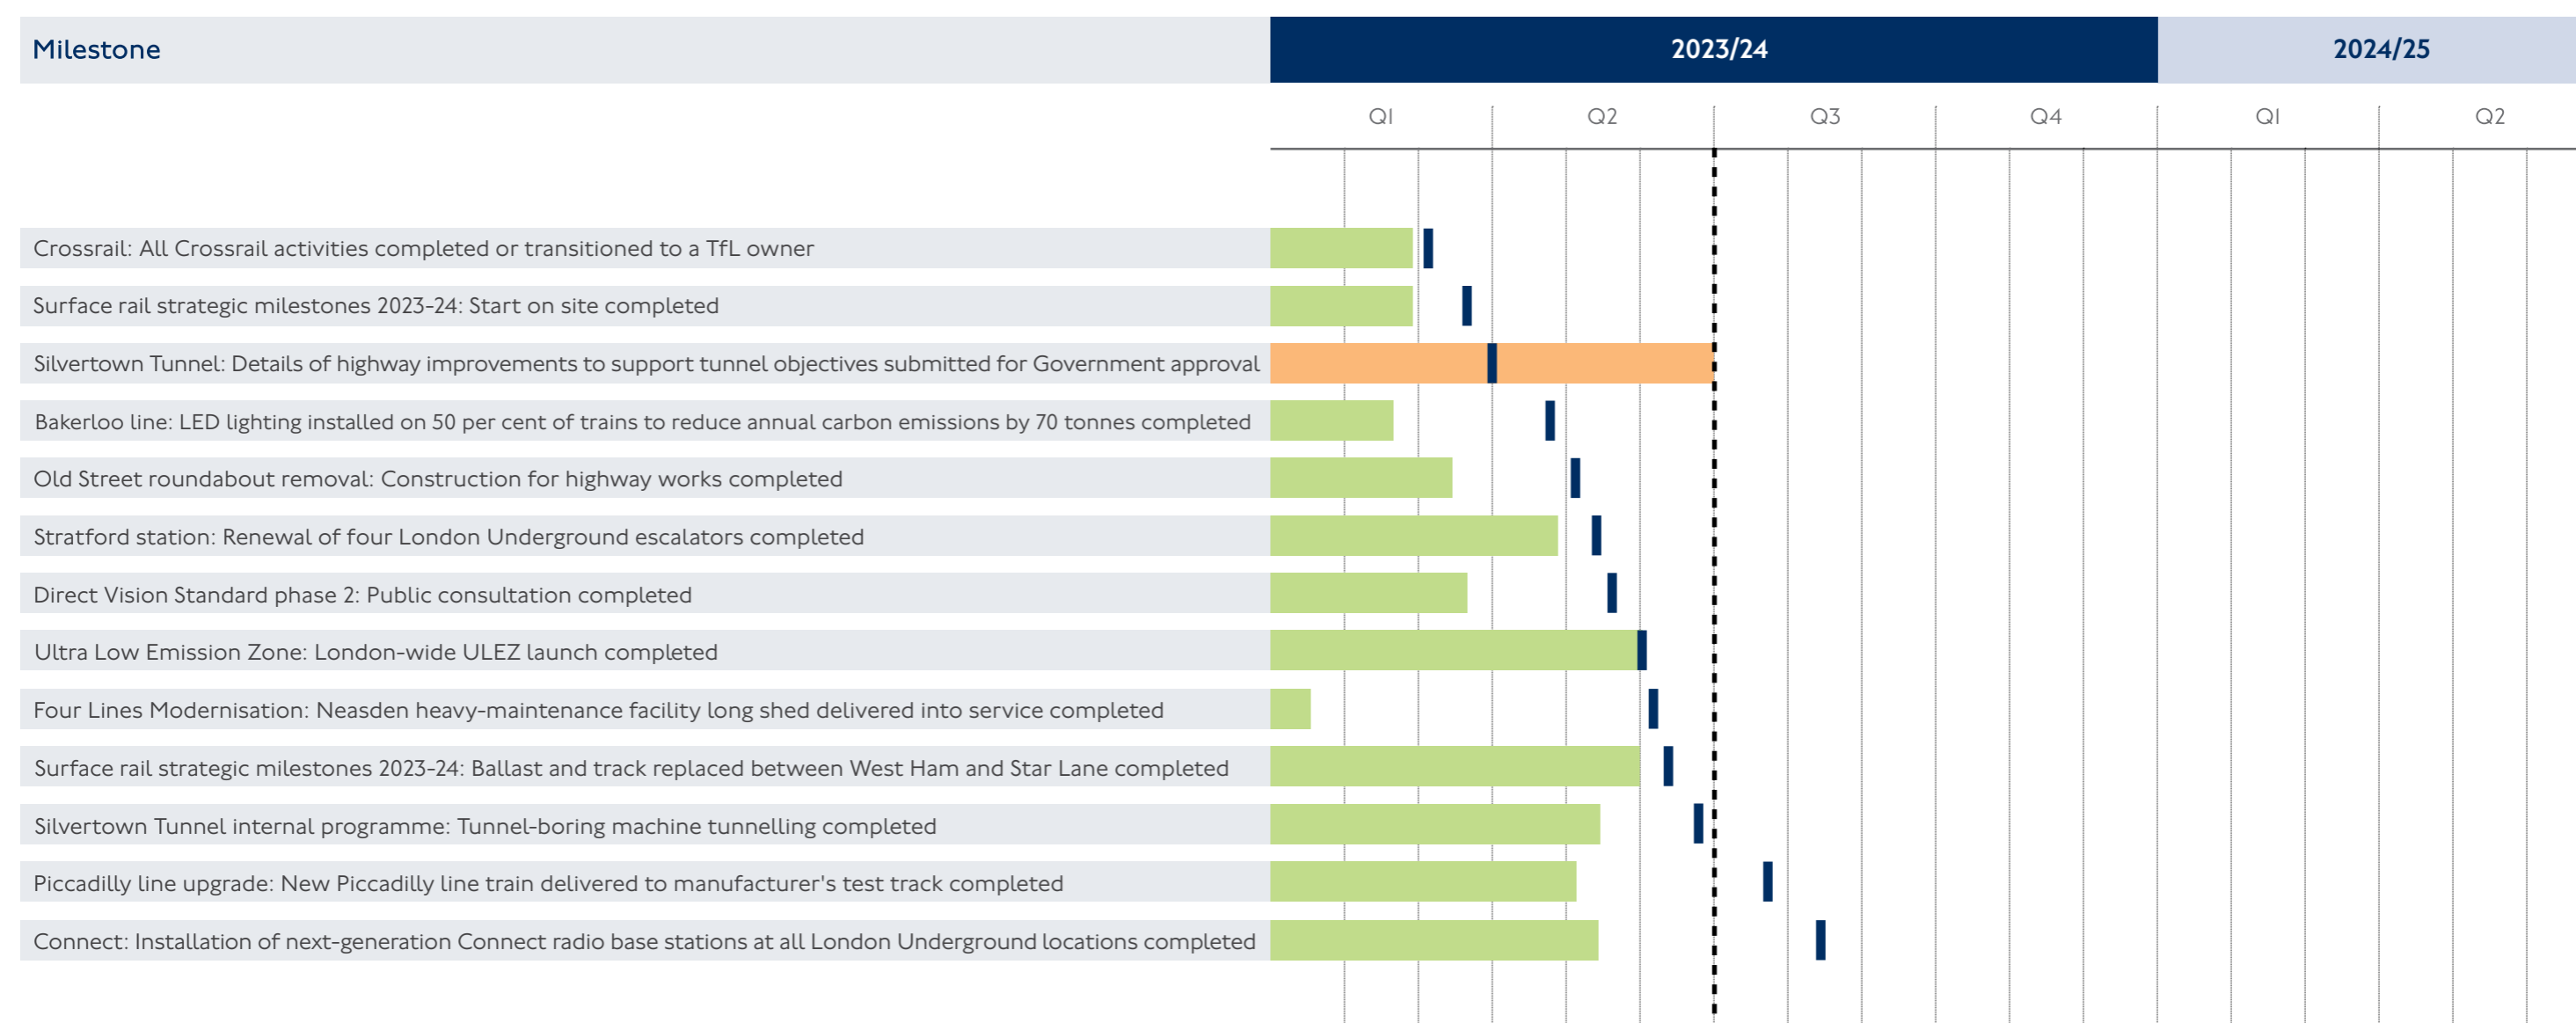 Milestone 2023/24 2024/25
Q1 Q2 Q3 Q4 Q1 Q2
Crossrail: All Crossrail activities completed or transitioned to a TfL owner
Surface rail strategic milestones 2023-24: Start on site completed
Silvertown Tunnel: Details of highway improvements to support tunnel objectives submitted for Government approval
Bakerloo line: LED lighting installed on 50 per cent of trains to reduce annual carbon emissions by 70 tonnes completed
Old Street roundabout removal: Construction for highway works completed
Stratford station: Renewal of four London Underground escalators completed
Direct Vision Standard phase 2: Public consultation completed
Ultra Low Emission Zone: London-wide ULEZ launch completed
Four Lines Modernisation: Neasden heavy-maintenance facility long shed delivered into service completed
Surface rail strategic milestones 2023-24: Ballast and track replaced between West Ham and Star Lane completed
Silvertown Tunnel internal programme: Tunnel-boring machine tunnelling completed
Piccadilly line upgrade: New Piccadilly line train delivered to manufacturer's test track completed
Connect: Installation of next-generation Connect radio base stations at all London Underground locations completed